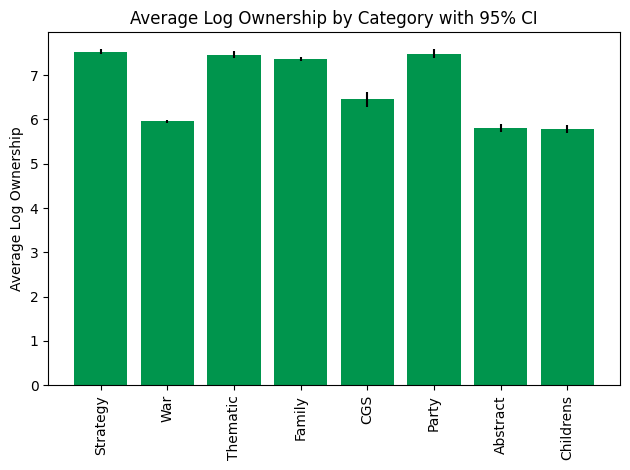 Average Log Ownership by Category with 95% CI
Average Log Ownership
7
6
5
4
3
2
1
0
Strategy
War
Thematic
Family
CGS
Party
Abstract
Childrens